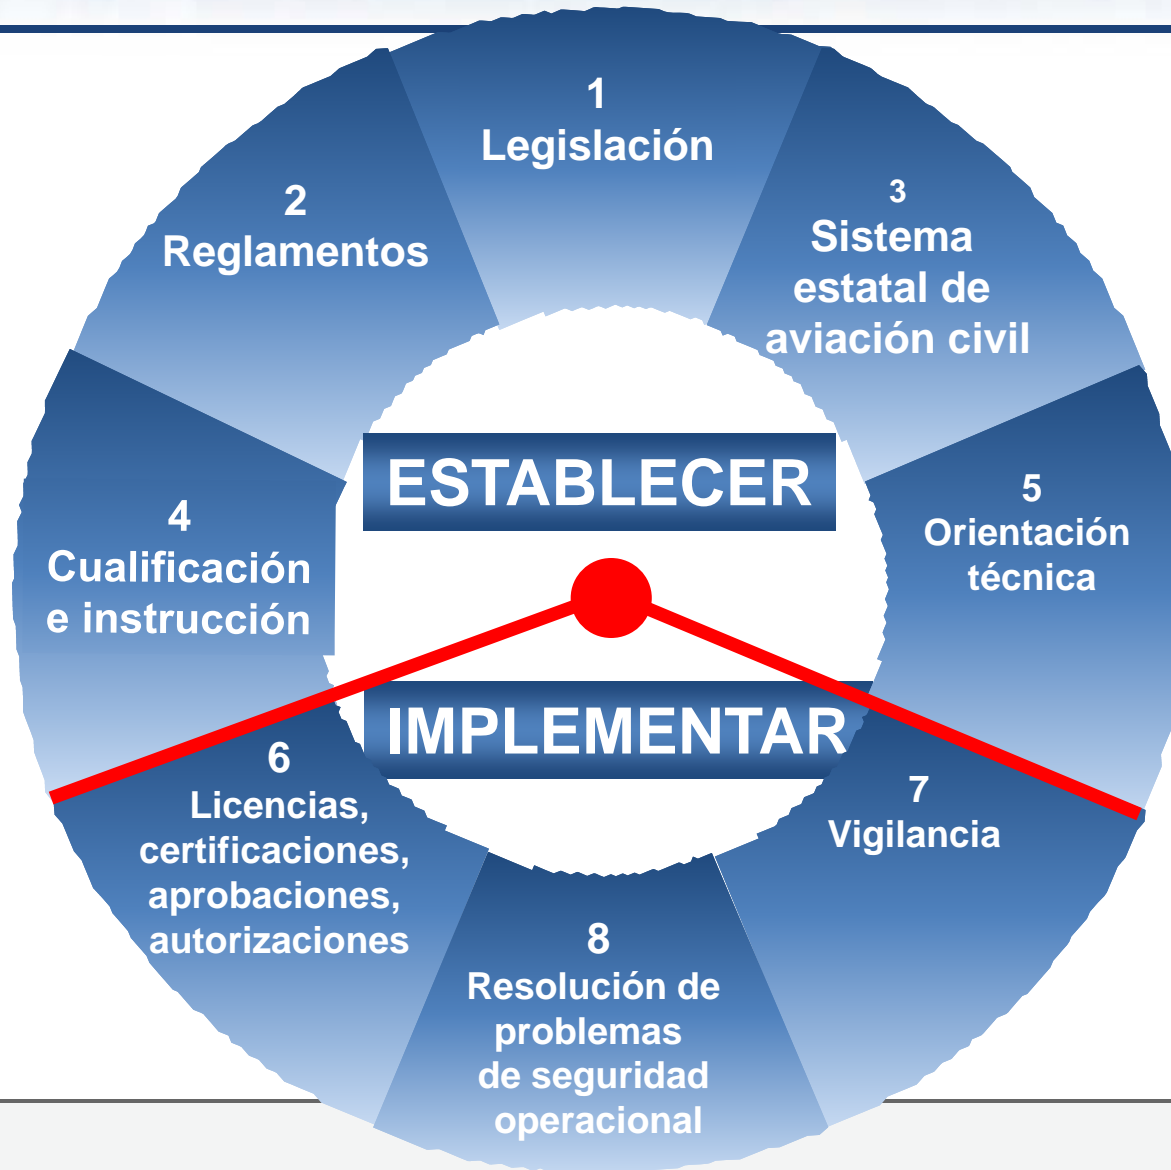 1
Legislación
2
Reglamentos
3
Sistema
estatal de
aviación civil
4
Cualificación
e instrucción
5
Orientación
técnica
ESTABLECER
IMPLEMENTAR
6
Licencias,
certificaciones,
aprobaciones,
autorizaciones
7
Vigilancia
8
Resolución de
problemas
de seguridad
operacional